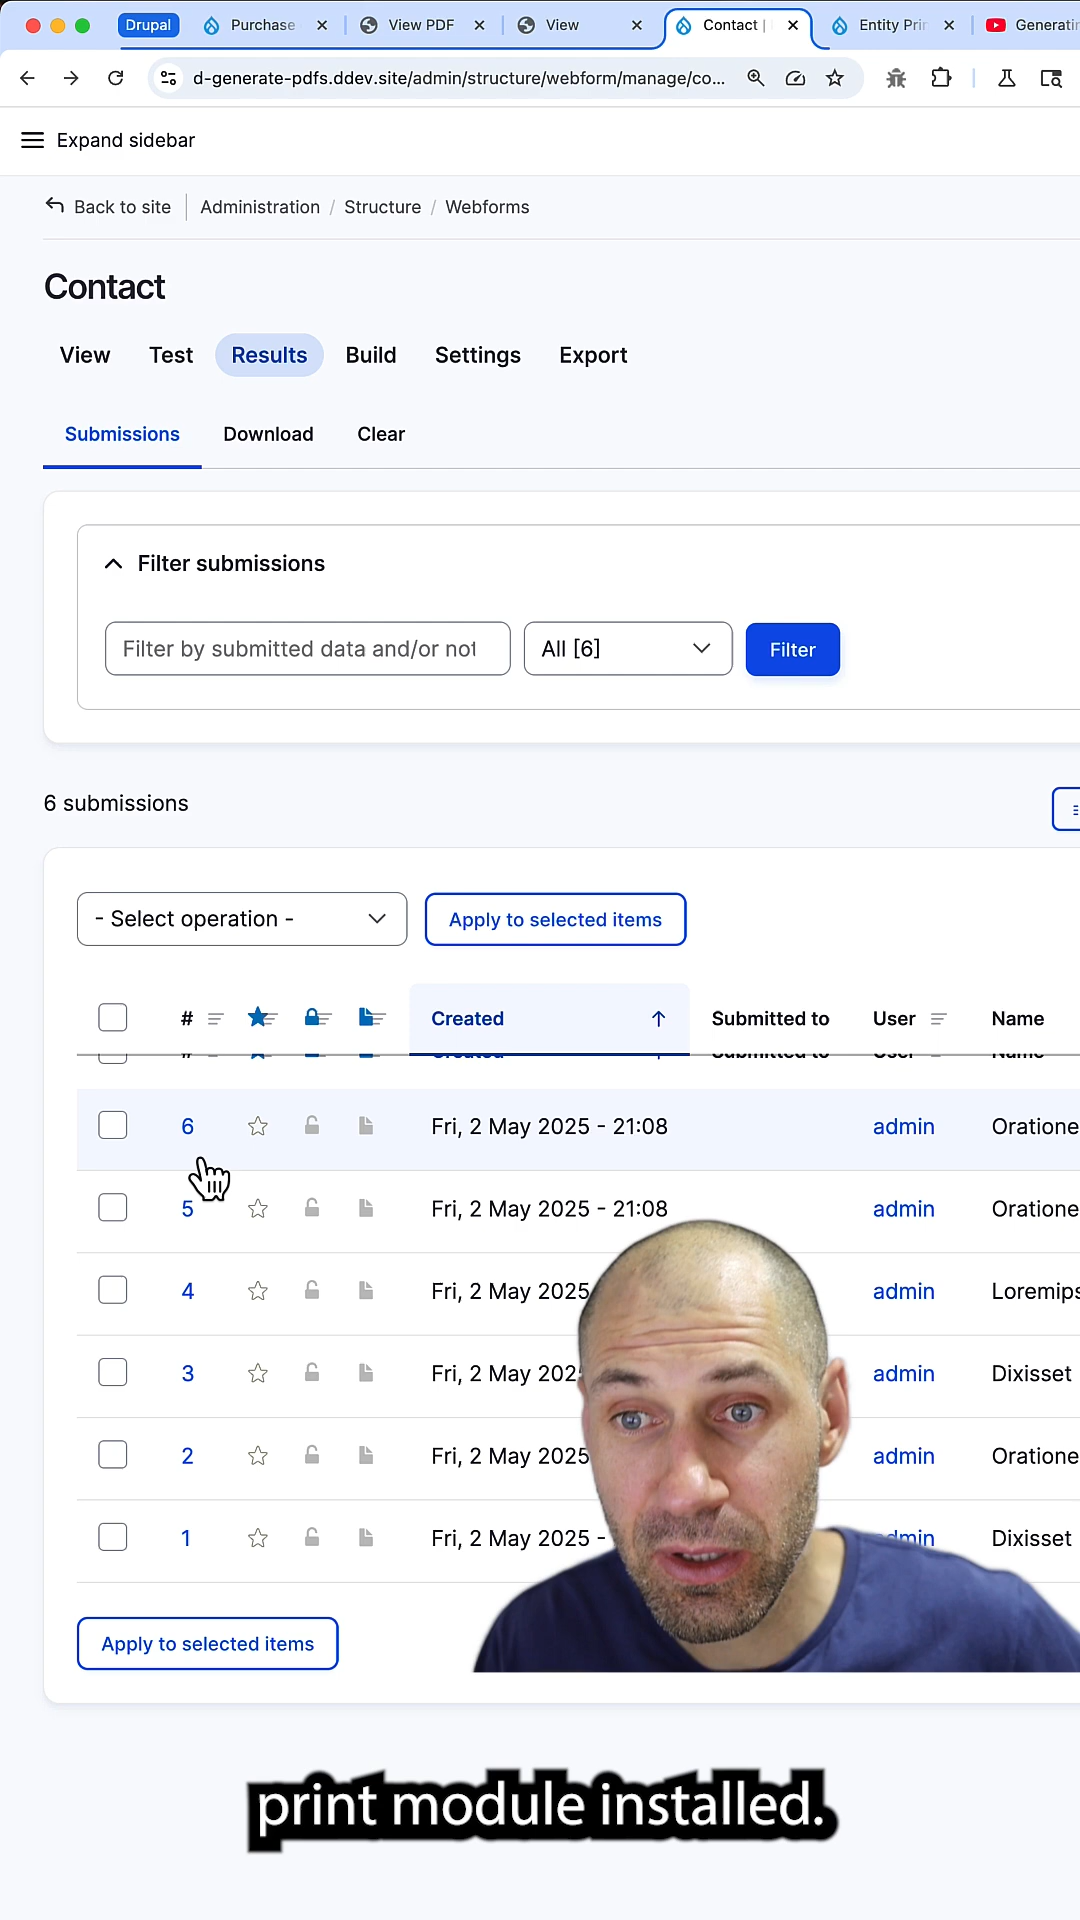 Drupal
Purchase
View PDF
View
Contact |
Entity Prin
Generatin
d-generate-pdfs.ddev.site/admin/structure/webform/manage/co...
Expand sidebar
Back to site
Administration / Structure / Webforms
Contact
View Test Results Build Settings Export
Submissions Download Clear
Filter submissions
Filter by submitted data and/or not
All [6]
Filter
6 submissions
- Select operation -
Apply to selected items
# Created Submitted to User Name
6 Fri, 2 May 2025 - 21:08 admin Oratione
5 Fri, 2 May 2025 - 21:08 admin Oratione
4 Fri, 2 May 2025 admin Loremips
3 Fri, 2 May 202 admin Dixisset
2 Fri, 2 May 2025 admin Oratione
1 Fri, 2 May 2025 - admin Dixisset
Apply to selected items
print module installed.